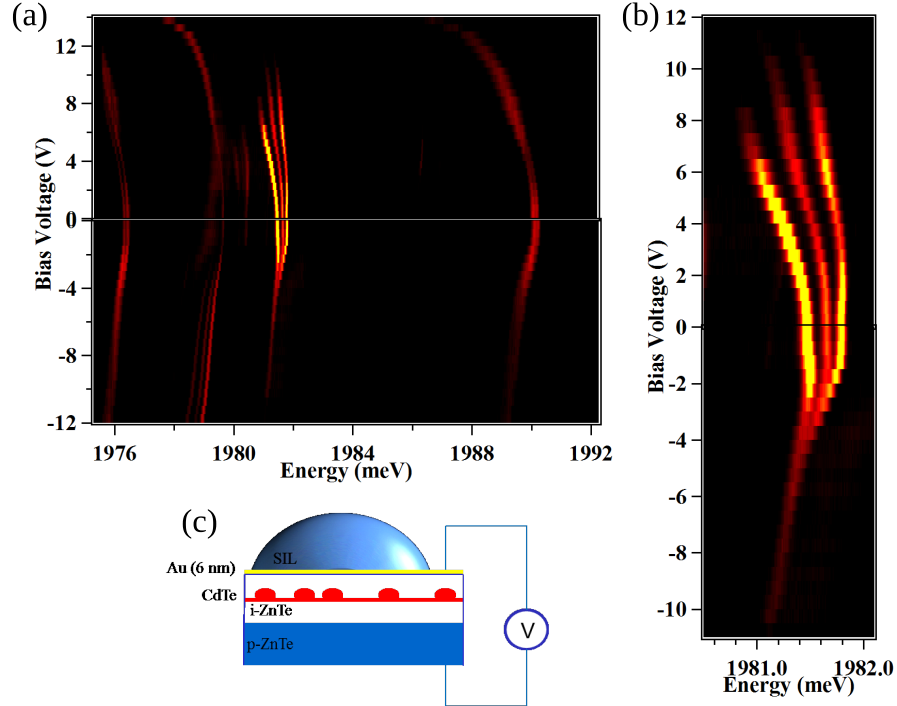 (a)
12
8
4
0
-4
-8
-12
Bias Voltage (V)
1976
1980
1984
1988
1992
Energy (meV)
(b)
12
10
8
6
4
2
0
-2
-4
-6
-8
-10
Bias Voltage (V)
1981.0
1982.0
Energy (meV)
(c)
SIL
Au (6 nm)
CdTe
i-ZnTe
p-ZnTe
V